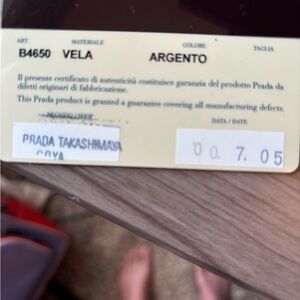 ART. MATERIALE COLORE TAGLIA
B4650 VELA ARGENTO
Il presente certificato di autenticità costituisce garanzia del prodotto Prada da
difetti originari di fabbricazione.
This Prada product is granted a guarantee covering all manufacturing defects.
NEGOZIO / SHOP DATA / DATE
PRADA TAKASHIMAYA
00. 7. 05